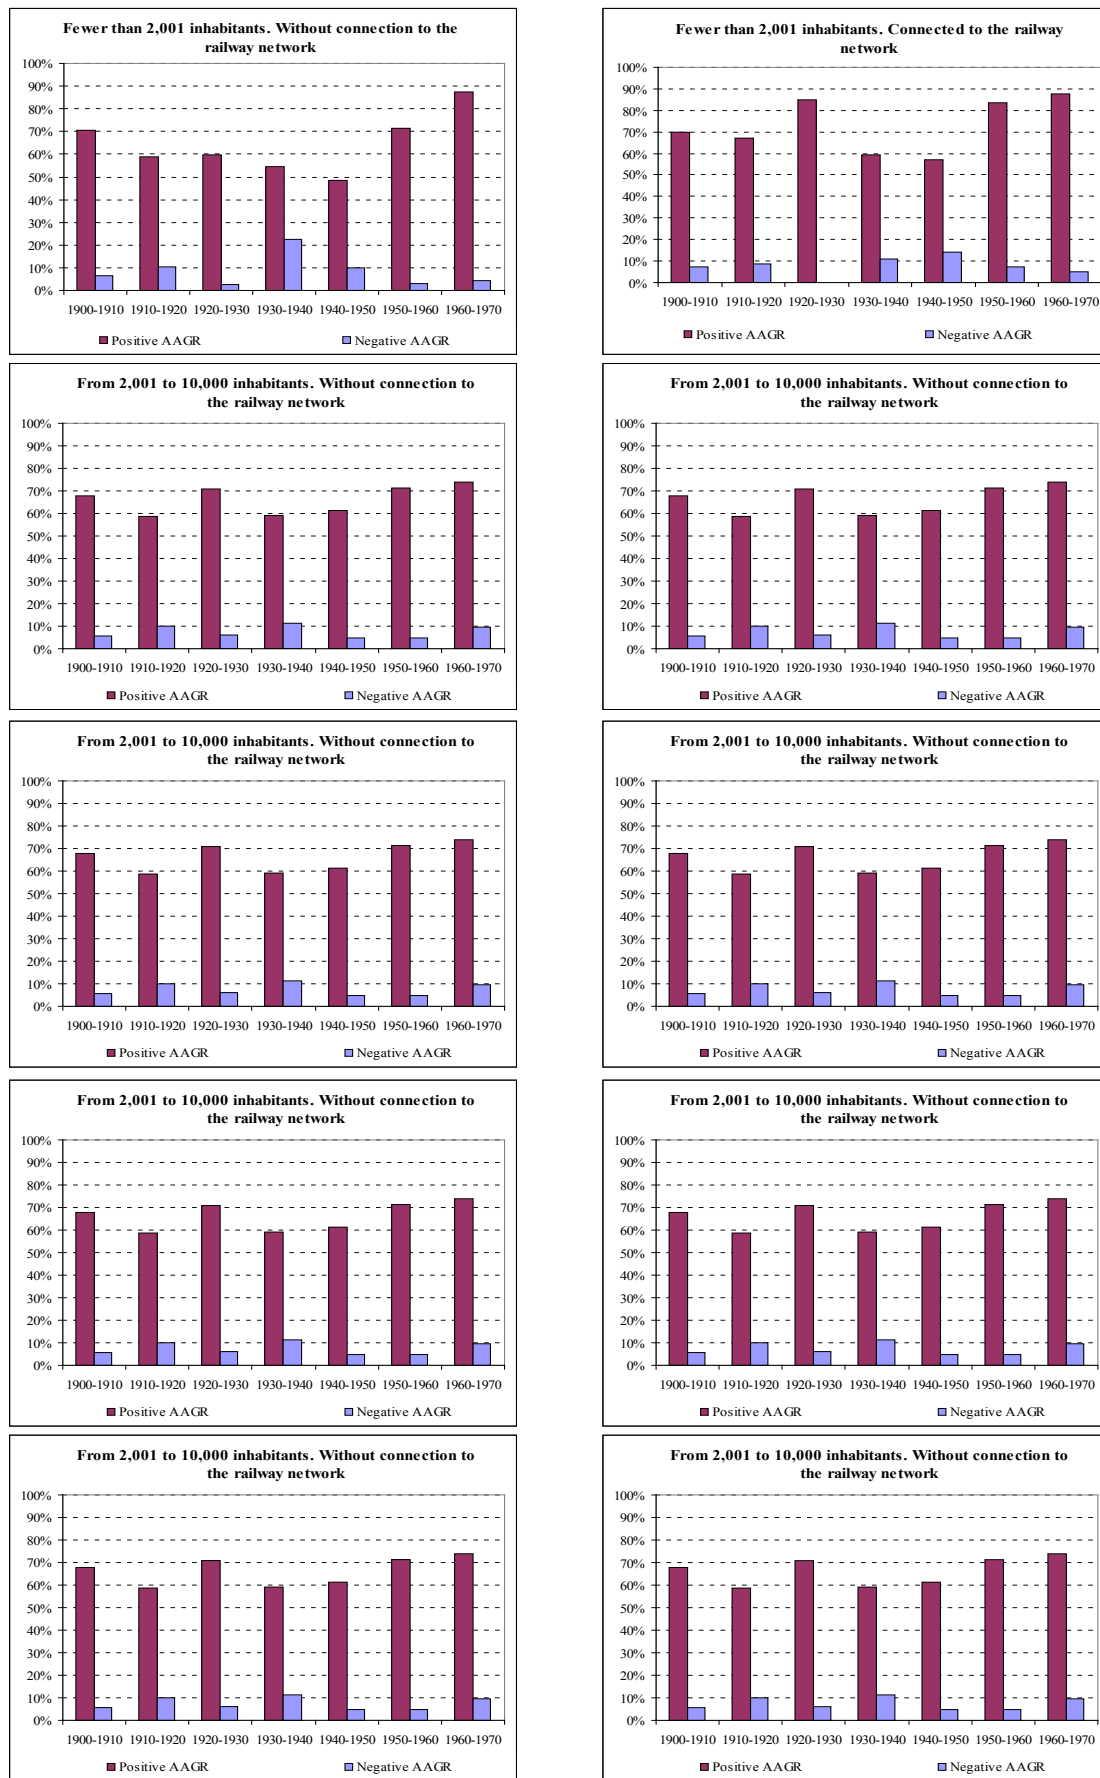 Fewer than 2,001 inhabitants. Without connection to the
railway network
100%
90%
80%
70%
60%
50%
40%
30%
20%
10%
0%
1900-1910 1910-1920 1920-1930 1930-1940 1940-1950 1950-1960 1960-1970
Positive AAGR Negative AAGR
Fewer than 2,001 inhabitants. Connected to the railway
network
100%
90%
80%
70%
60%
50%
40%
30%
20%
10%
0%
1900-1910 1910-1920 1920-1930 1930-1940 1940-1950 1950-1960 1960-1970
Positive AAGR Negative AAGR
From 2,001 to 10,000 inhabitants. Without connection to
the railway network
100%
90%
80%
70%
60%
50%
40%
30%
20%
10%
0%
1900-1910 1910-1920 1920-1930 1930-1940 1940-1950 1950-1960 1960-1970
Positive AAGR Negative AAGR
From 2,001 to 10,000 inhabitants. Without connection to
the railway network
100%
90%
80%
70%
60%
50%
40%
30%
20%
10%
0%
1900-1910 1910-1920 1920-1930 1930-1940 1940-1950 1950-1960 1960-1970
Positive AAGR Negative AAGR
From 2,001 to 10,000 inhabitants. Without connection to
the railway network
100%
90%
80%
70%
60%
50%
40%
30%
20%
10%
0%
1900-1910 1910-1920 1920-1930 1930-1940 1940-1950 1950-1960 1960-1970
Positive AAGR Negative AAGR
From 2,001 to 10,000 inhabitants. Without connection to
the railway network
100%
90%
80%
70%
60%
50%
40%
30%
20%
10%
0%
1900-1910 1910-1920 1920-1930 1930-1940 1940-1950 1950-1960 1960-1970
Positive AAGR Negative AAGR
From 2,001 to 10,000 inhabitants. Without connection to
the railway network
100%
90%
80%
70%
60%
50%
40%
30%
20%
10%
0%
1900-1910 1910-1920 1920-1930 1930-1940 1940-1950 1950-1960 1960-1970
Positive AAGR Negative AAGR
From 2,001 to 10,000 inhabitants. Without connection to
the railway network
100%
90%
80%
70%
60%
50%
40%
30%
20%
10%
0%
1900-1910 1910-1920 1920-1930 1930-1940 1940-1950 1950-1960 1960-1970
Positive AAGR Negative AAGR
From 2,001 to 10,000 inhabitants. Without connection to
the railway network
100%
90%
80%
70%
60%
50%
40%
30%
20%
10%
0%
1900-1910 1910-1920 1920-1930 1930-1940 1940-1950 1950-1960 1960-1970
Positive AAGR Negative AAGR
From 2,001 to 10,000 inhabitants. Without connection to
the railway network
100%
90%
80%
70%
60%
50%
40%
30%
20%
10%
0%
1900-1910 1910-1920 1920-1930 1930-1940 1940-1950 1950-1960 1960-1970
Positive AAGR Negative AAGR